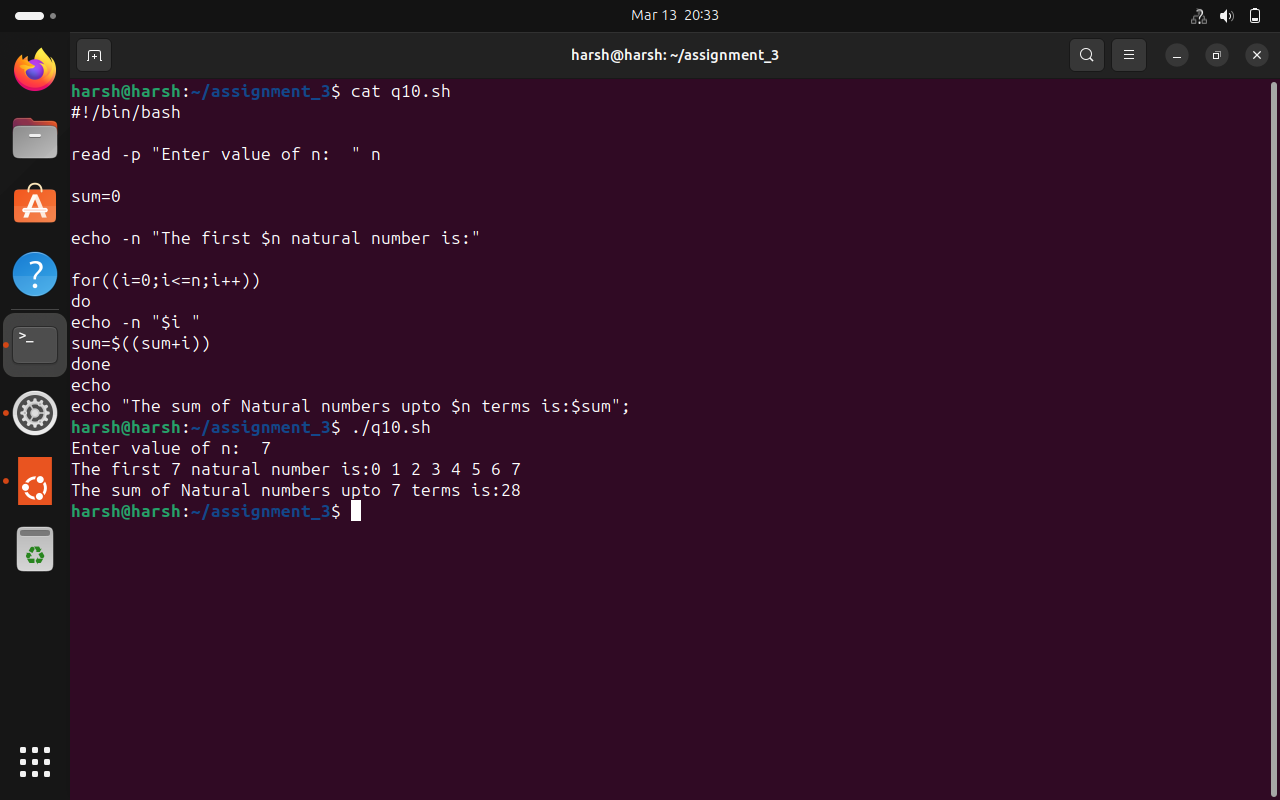 Mar 13 20:33
harsh@harsh: ~/assignment_3
harsh@harsh:~/assignment_3$ cat q10.sh
#!/bin/bash
read -p "Enter value of n:  " n
sum=0
echo -n "The first $n natural number is:"
for((i=0;i<=n;i++))
do
echo -n "$i "
sum=$((sum+i))
done
echo
echo "The sum of Natural numbers upto $n terms is:$sum";
harsh@harsh:~/assignment_3$ ./q10.sh
Enter value of n:  7
The first 7 natural number is:0 1 2 3 4 5 6 7
The sum of Natural numbers upto 7 terms is:28
harsh@harsh:~/assignment_3$